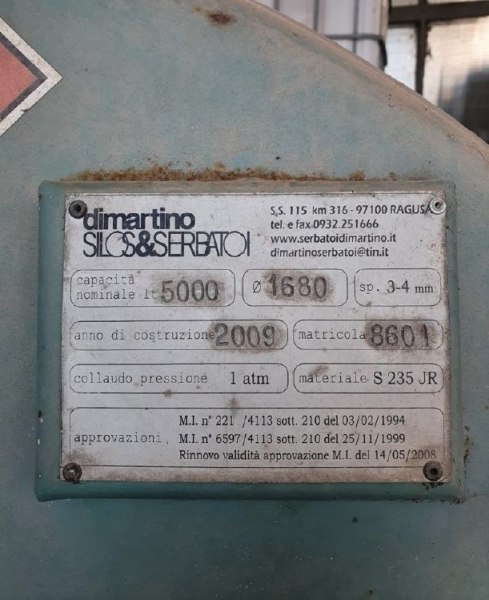 dimartino
SILOS&SERBATOI
S.S. 115 km 316 - 97100 RAGUSA
tel. e fax 0932.251666
www.serbatoidimartino.it
dimartinoserbatoi@tin.it
capacità
nominale lt 5000
Ø 1680
sp. 3-4 mm
anno di costruzione 2009
matricola 8601
collaudo pressione 1 atm
materiale S 235 JR
approvazioni
M.I. n° 221 /4113 sott. 210 del 03/02/1994
M.I. n° 6597/4113 sott. 210 del 25/11/1999
Rinnovo validità approvazione M.I. del 14/05/2008